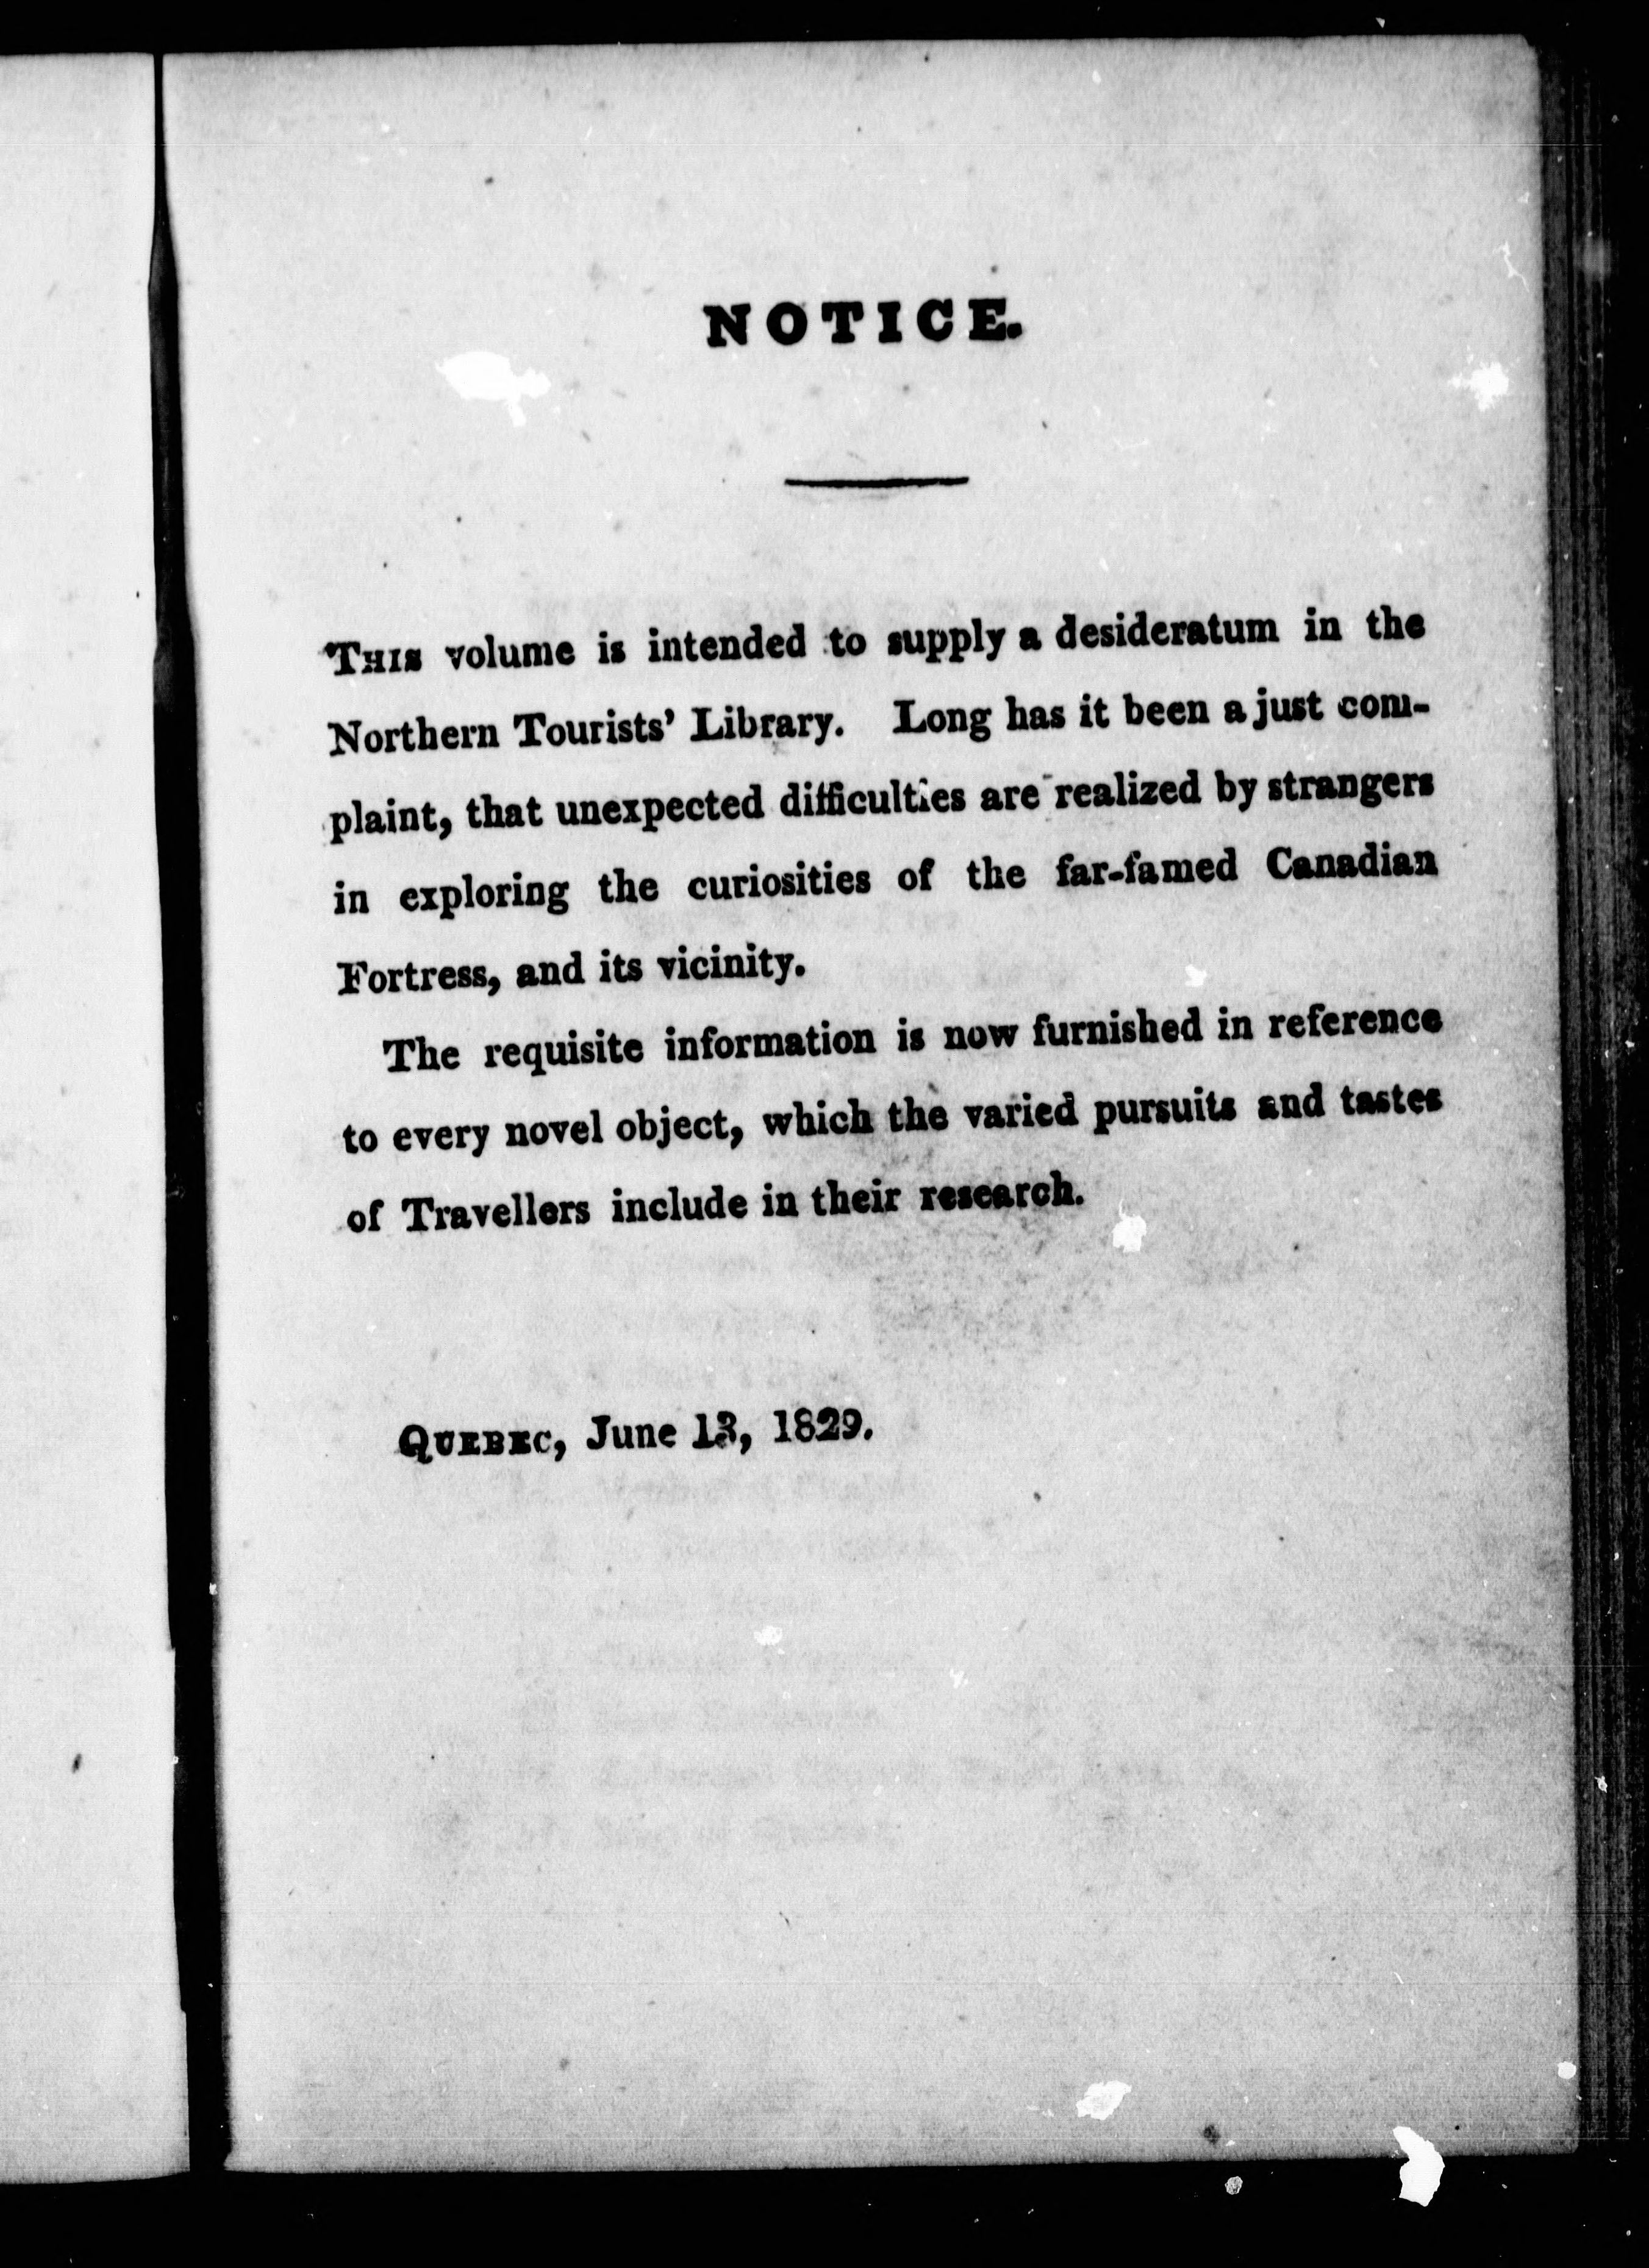 NOTICE.
THIS volume is intended to supply a desideratum in the
Northern Tourists' Library. Long has it been a just com-
plaint, that unexpected difficulties are realized by strangers
in exploring the curiosities of the far-famed Canadian
Fortress, and its vicinity.
The requisite information is now furnished in reference
to every novel object, which the varied pursuits and tastes
of Travellers include in their research.
QUEBEC, June 13, 1829.